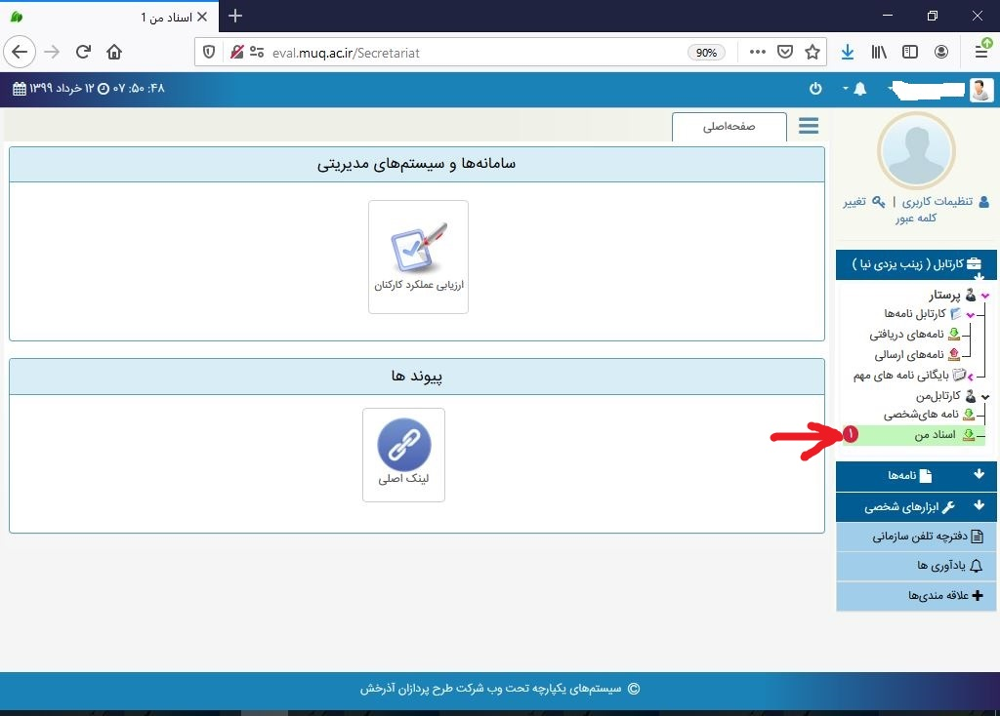 اسناد من 1
eval.muq.ac.ir/Secretariat
90%
۱۲ خرداد ۱۳۹۹ ۰۷ :۵۰ :۴۸
صفحه‌اصلی
سامانه‌ها و سیستم‌های مدیریتی
ارزیابی عملکرد کارکنان
پیوند ها
لینک اصلی
تنظیمات کاربری | تغییر
کلمه عبور
کارتابل ( زینب یزدی نیا )
پرستار
کارتابل نامه‌ها
نامه‌های دریافتی
نامه‌های ارسالی
بایگانی نامه های مهم
کارتابل‌من
نامه های‌شخصی
اسناد من ۱
نامه‌ها
ابزارهای شخصی
دفترچه تلفن سازمانی
یادآوری ها
علاقه مندی‌ها
© سیستم‌های یکپارچه تحت وب شرکت طرح پردازان آذرخش